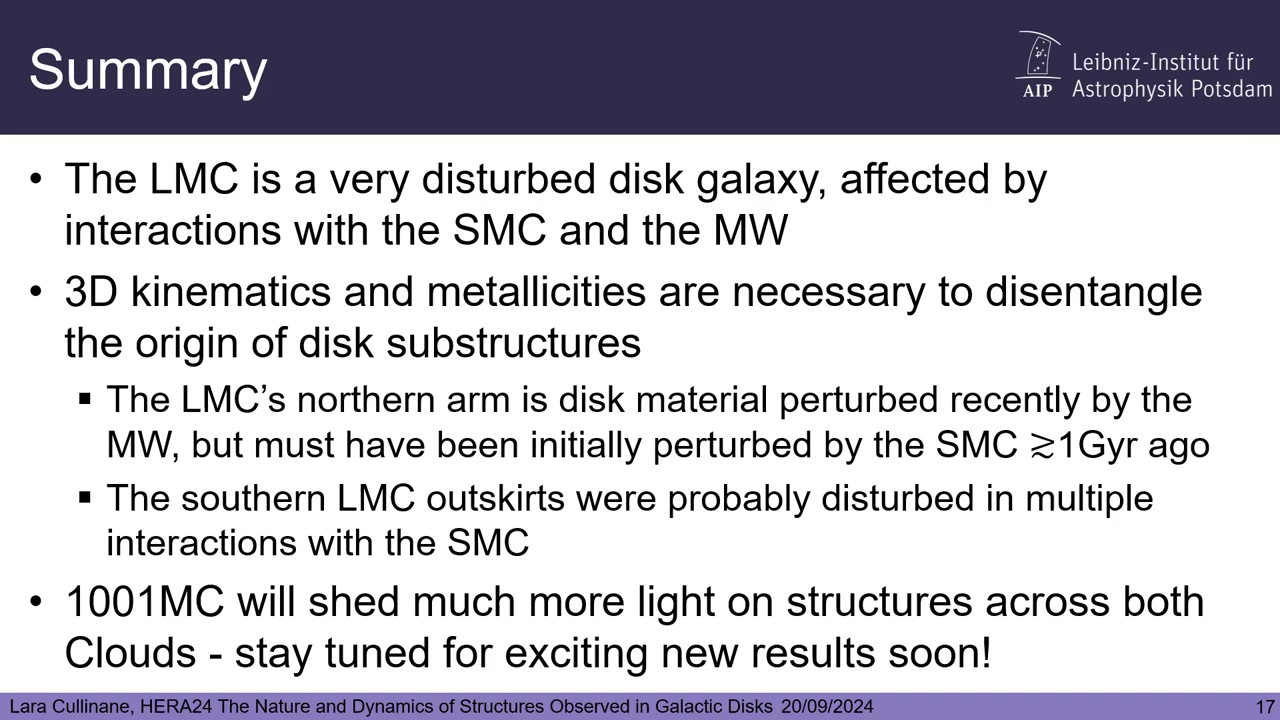 Summary
AIP
Leibniz-Institut für
Astrophysik Potsdam
• The LMC is a very disturbed disk galaxy, affected by
interactions with the SMC and the MW
• 3D kinematics and metallicities are necessary to disentangle
the origin of disk substructures
▪ The LMC’s northern arm is disk material perturbed recently by the
MW, but must have been initially perturbed by the SMC ≳1Gyr ago
▪ The southern LMC outskirts were probably disturbed in multiple
interactions with the SMC
• 1001MC will shed much more light on structures across both
Clouds - stay tuned for exciting new results soon!
Lara Cullinane, HERA24 The Nature and Dynamics of Structures Observed in Galactic Disks 20/09/2024
17